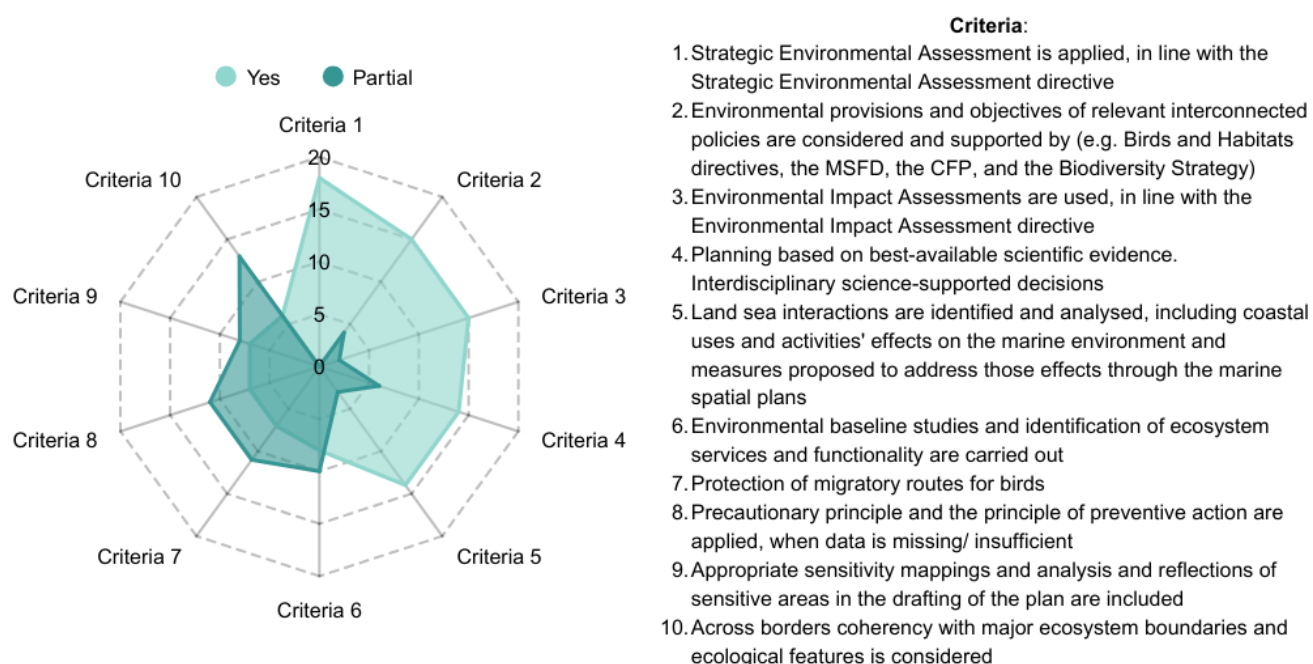 Yes
Partial
Criteria 1
20
15
10
5
0
Criteria 2
Criteria 3
Criteria 4
Criteria 5
Criteria 6
Criteria 7
Criteria 8
Criteria 9
Criteria 10
Criteria:
1. Strategic Environmental Assessment is applied, in line with the
Strategic Environmental Assessment directive
2. Environmental provisions and objectives of relevant interconnected
policies are considered and supported by (e.g. Birds and Habitats
directives, the MSFD, the CFP, and the Biodiversity Strategy)
3. Environmental Impact Assessments are used, in line with the
Environmental Impact Assessment directive
4. Planning based on best-available scientific evidence.
Interdisciplinary science-supported decisions
5. Land sea interactions are identified and analysed, including coastal
uses and activities' effects on the marine environment and
measures proposed to address those effects through the marine
spatial plans
6. Environmental baseline studies and identification of ecosystem
services and functionality are carried out
7. Protection of migratory routes for birds
8. Precautionary principle and the principle of preventive action are
applied, when data is missing/ insufficient
9. Appropriate sensitivity mappings and analysis and reflections of
sensitive areas in the drafting of the plan are included
10. Across borders coherency with major ecosystem boundaries and
ecological features is considered